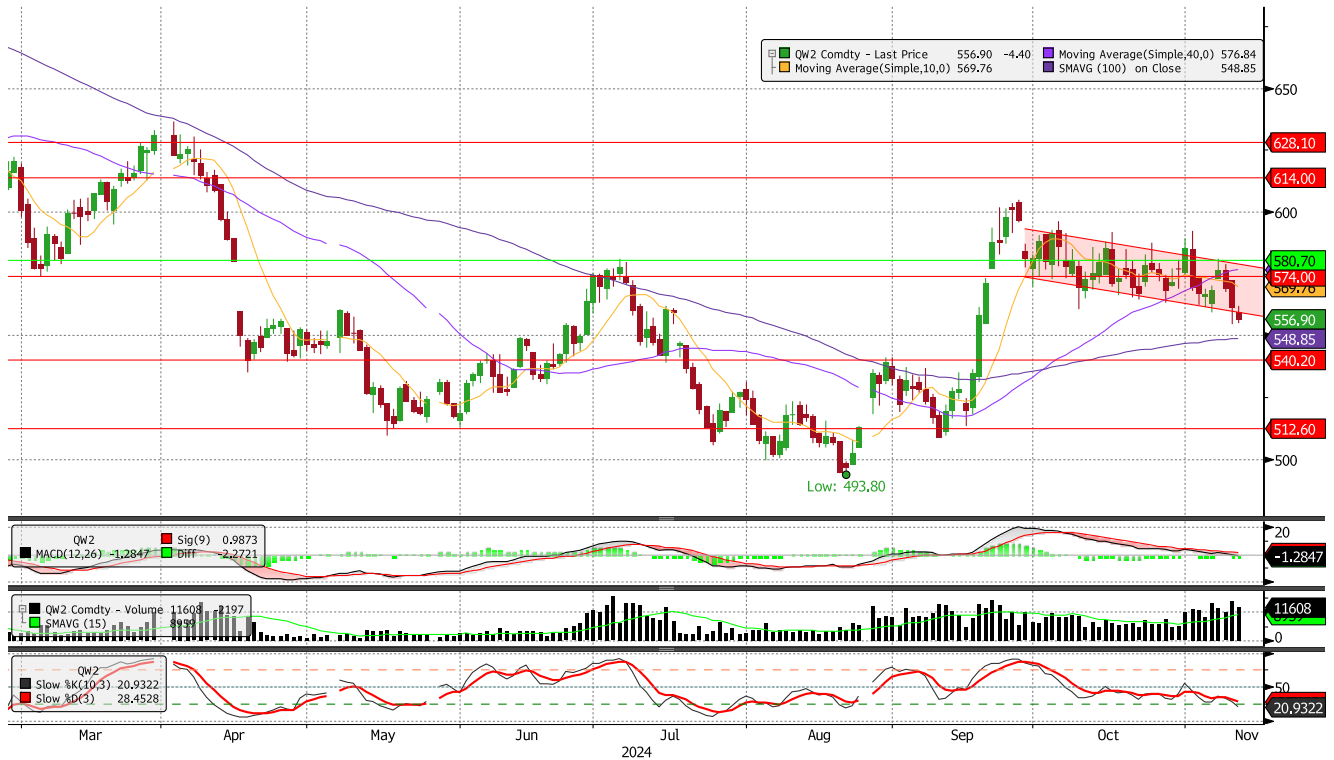 QW2 Comdty - Last Price 556.90 -4.40 Moving Average(Simple,40,0) 576.84
Moving Average(Simple,10,0) 569.76 SMAVG (100) on Close 548.85
650
628.10
614.00
600
580.70
574.00
569.76
556.90
548.85
540.20
512.60
500
Low: 493.80
QW2 Sig(9) 0.9873
MACD(12,26) -1.2847 Diff -2.2721
20
-1.2847
QW2 Comdty - Volume 11608 -2197
SMAVG (15) 8959
11608
0
QW2
Slow %K(10,3) 20.9322
Slow %D(3) 28.4528
50
20.9322
Mar Apr May Jun Jul Aug Sep Oct Nov
2024